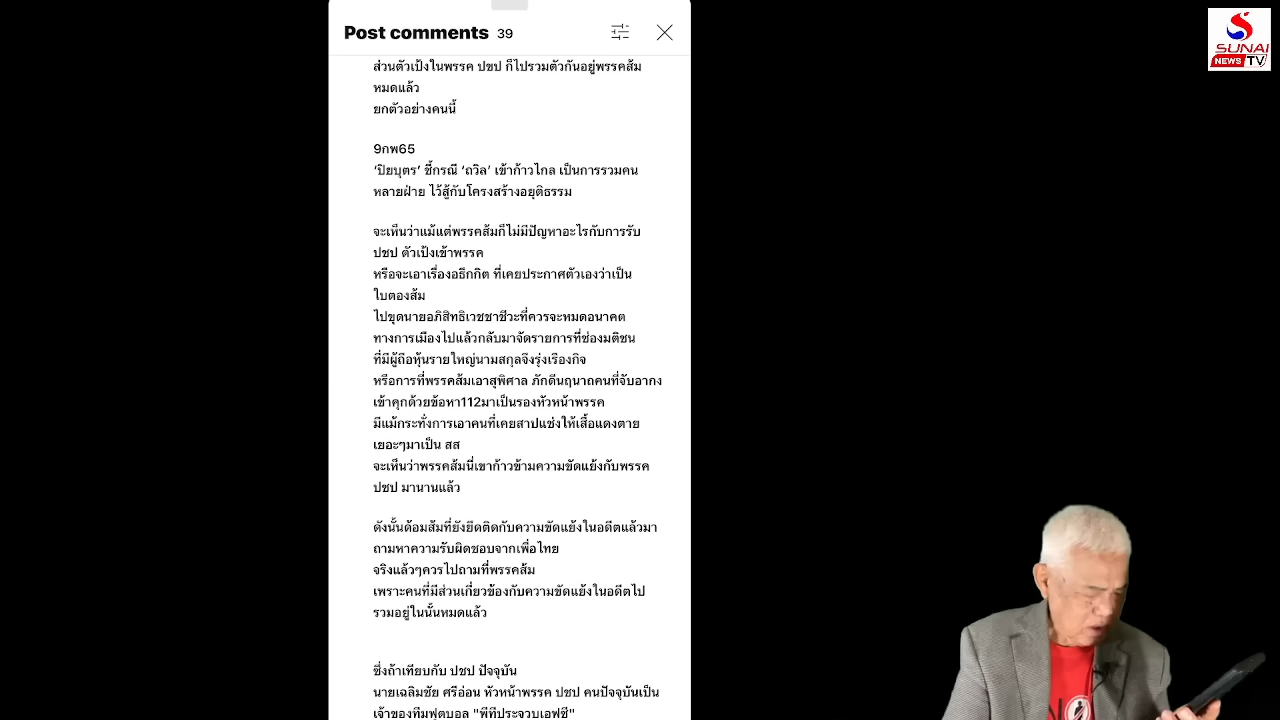 Post comments 39
SUNAI
NEWS TV
ส่วนตัวเป้งในพรรค ปขป ก็ไปรวมตัวกันอยู่พรรคส้ม
หมดแล้ว
ยกตัวอย่างคนนี้
9กพ65
‘ปิยบุตร’ ชี้กรณี ‘ถวิล’ เข้าก้าวไกล เป็นการรวมคน
หลายฝ่าย ไว้สู้กับโครงสร้างอยุติธรรม
จะเห็นว่าแม้แต่พรรคส้มก็ไม่มีปัญหาอะไรกับการรับ
ปชป ตัวเป้งเข้าพรรค
หรือจะเอาเรื่องอธึกกิต ที่เคยประกาศตัวเองว่าเป็น
ใบตองส้ม
ไปขุดนายอภิสิทธิเวชชาชีวะที่ควรจะหมดอนาคต
ทางการเมืองไปแล้วกลับมาจัดรายการที่ช่องมติชน
ที่มีผู้ถือหุ้นรายใหญ่นามสกุลจึงรุ่งเรืองกิจ
หรือการที่พรรคส้มเอาสุพิศาล ภักดีนฤนาถคนที่จับอากง
เข้าคุกด้วยข้อหา112มาเป็นรองหัวหน้าพรรค
มีแม้กระทั่งการเอาคนที่เคยสาปแช่งให้เสื้อแดงตาย
เยอะๆมาเป็น สส
จะเห็นว่าพรรคส้มนี่เขาก้าวข้ามความขัดแย้งกับพรรค
ปชป มานานแล้ว
ดังนั้นด้อมส้มที่ยังยึดติดกับความขัดแย้งในอดีตแล้วมา
ถามหาความรับผิดชอบจากเพื่อไทย
จริงแล้วๆควรไปถามที่พรรคส้ม
เพราะคนที่มีส่วนเกี่ยวข้องกับความขัดแย้งในอดีตไป
รวมอยู่ในนั้นหมดแล้ว
ซึ่งถ้าเทียบกับ ปชป ปัจจุบัน
นายเฉลิมชัย ศรีอ่อน หัวหน้าพรรค ปชป คนปัจจุบันเป็น
เจ้าของทีมฟุตบอล "พีทีประจวบเอฟซี"